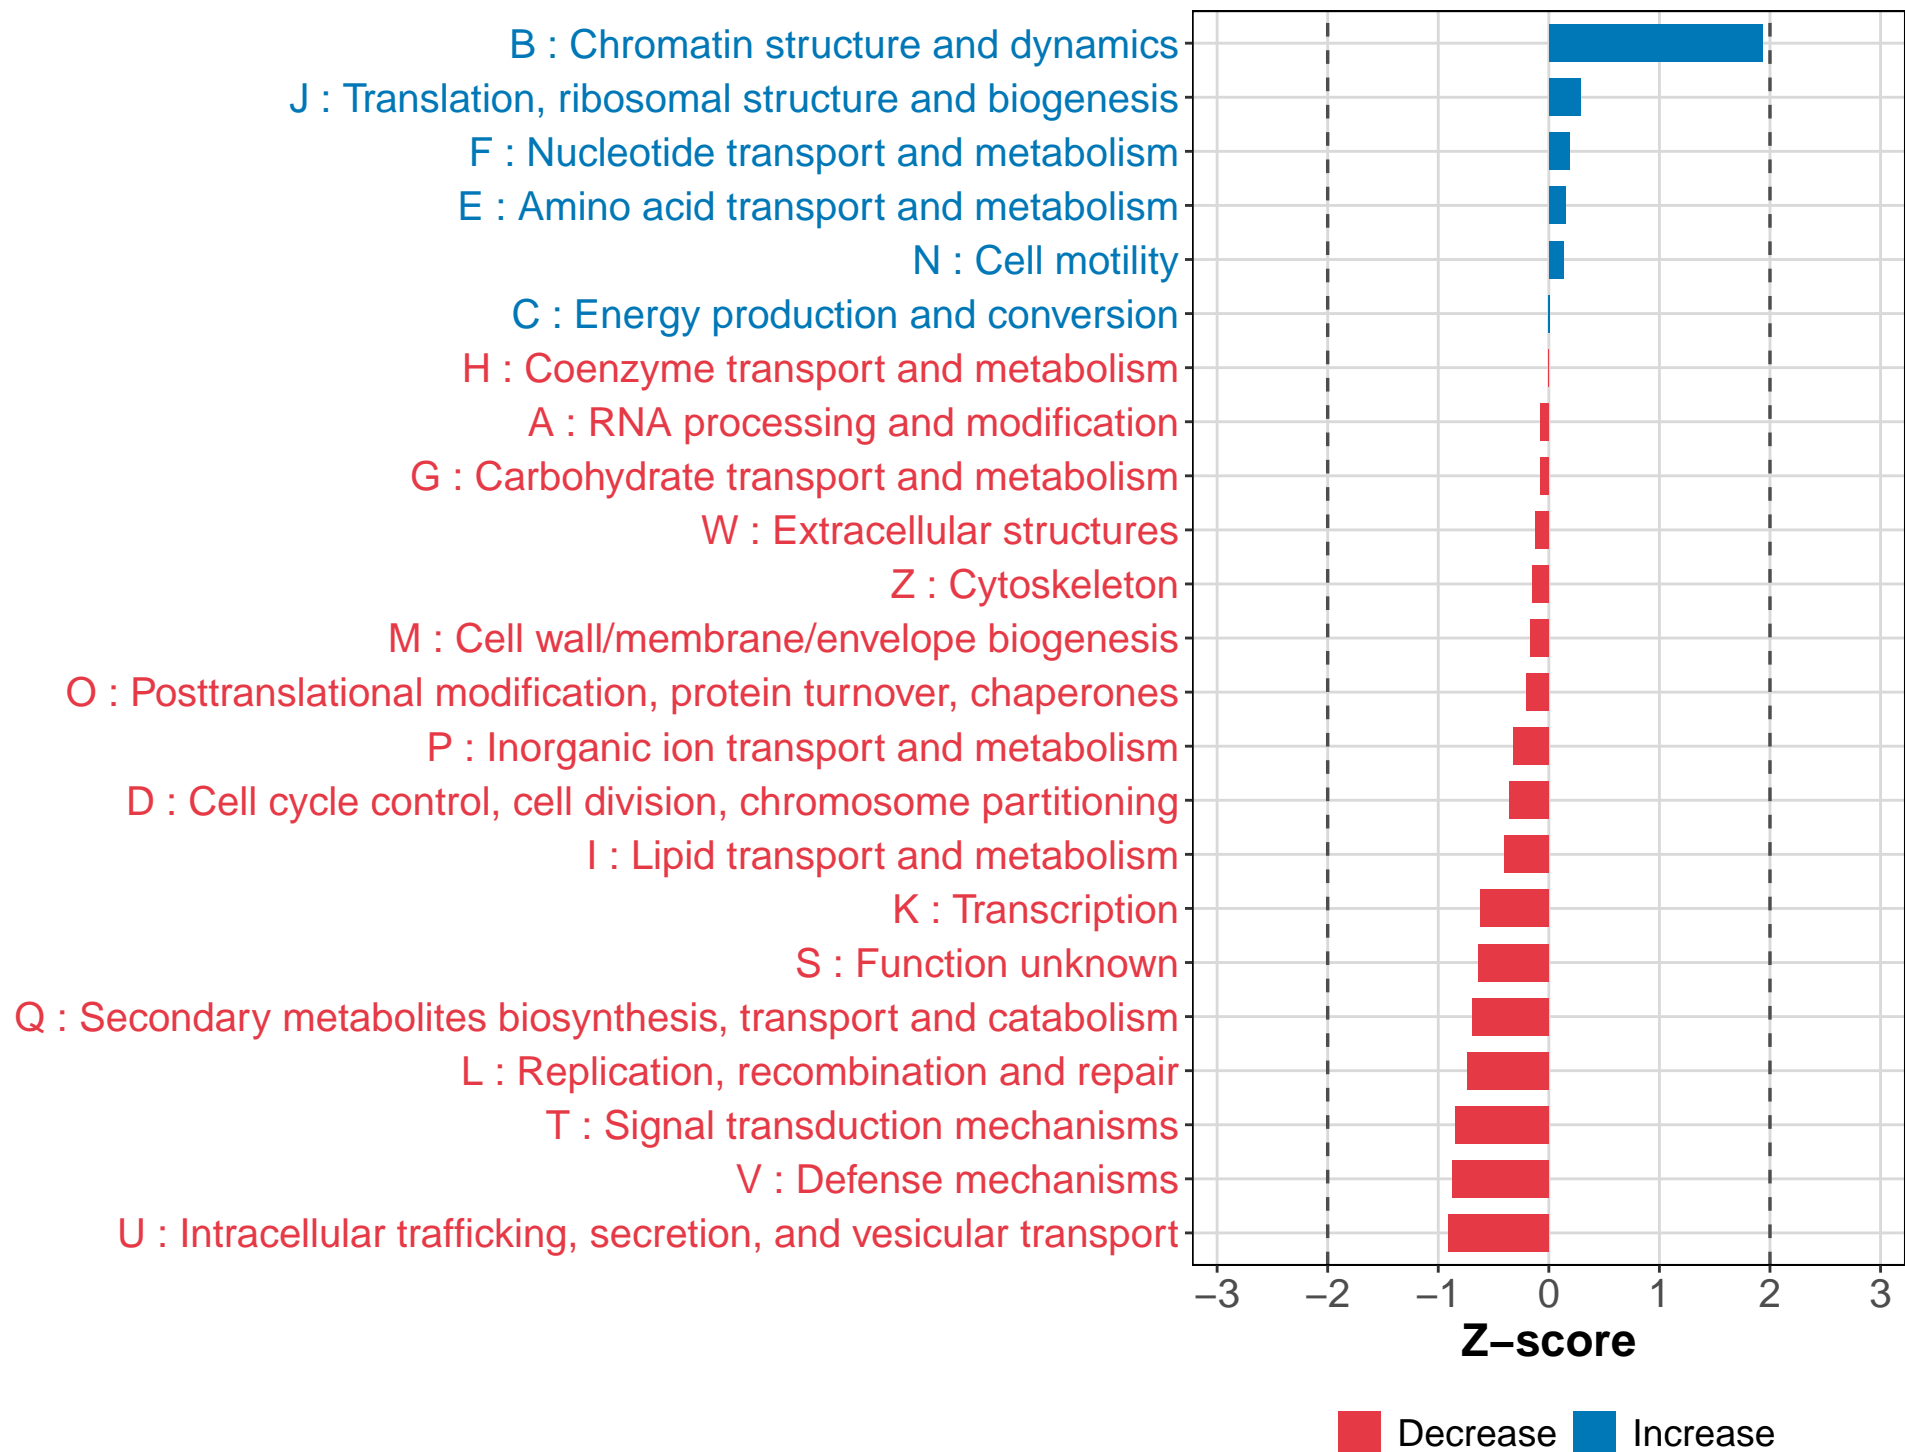 B : Chromatin structure and dynamics
J : Translation, ribosomal structure and biogenesis
F : Nucleotide transport and metabolism
E : Amino acid transport and metabolism
N : Cell motility
C : Energy production and conversion
H : Coenzyme transport and metabolism
A : RNA processing and modification
G : Carbohydrate transport and metabolism
W : Extracellular structures
Z : Cytoskeleton
M : Cell wall/membrane/envelope biogenesis
O : Posttranslational modification, protein turnover, chaperones
P : Inorganic ion transport and metabolism
D : Cell cycle control, cell division, chromosome partitioning
I : Lipid transport and metabolism
K : Transcription
S : Function unknown
Q : Secondary metabolites biosynthesis, transport and catabolism
L : Replication, recombination and repair
T : Signal transduction mechanisms
V : Defense mechanisms
U : Intracellular trafficking, secretion, and vesicular transport
−3 −2 −1 0 1 2 3
Z−score
Decrease Increase